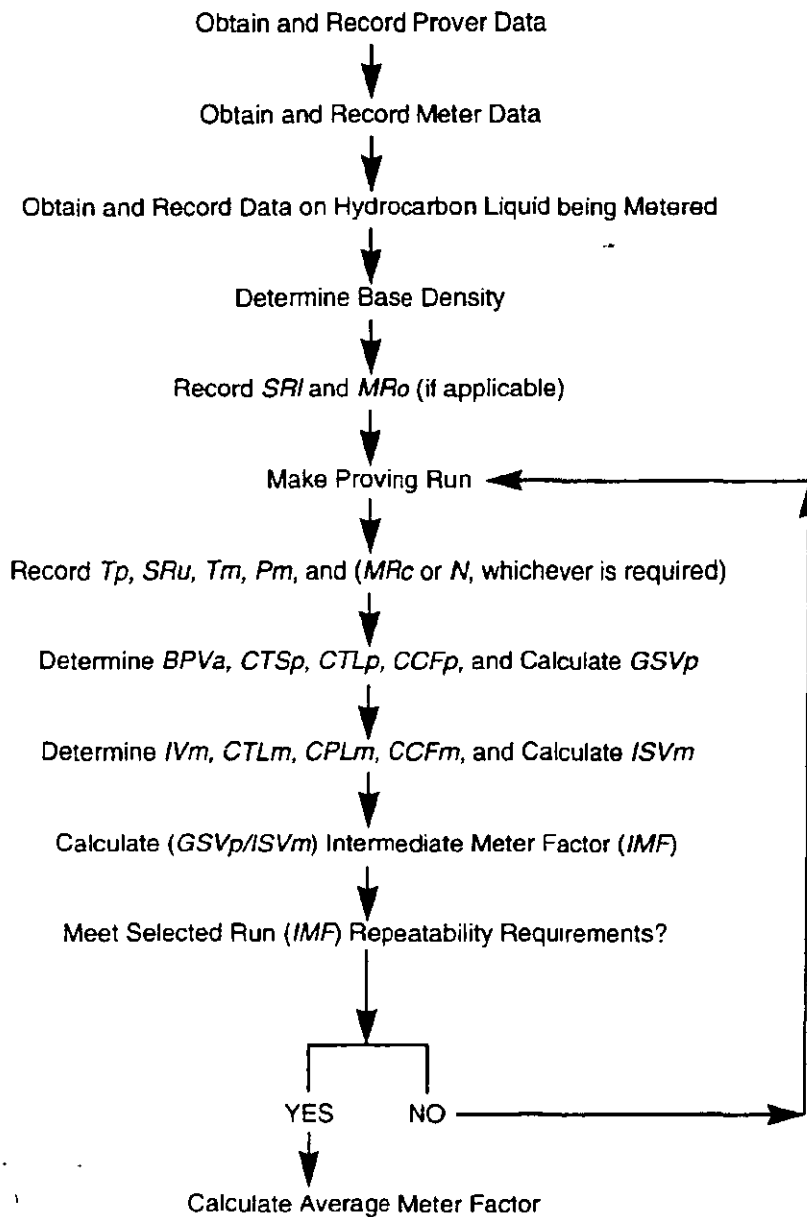 Obtain and Record Prover Data
Obtain and Record Meter Data
Obtain and Record Data on Hydrocarbon Liquid being Metered
Determine Base Density
Record SRl and MRo (if applicable)
Make Proving Run
Record Tp, SRu, Tm, Pm, and (MRc or N, whichever is required)
Determine BPVa, CTSp, CTLp, CCFp, and Calculate GSVp
Determine IVm, CTLm, CPLm, CCFm, and Calculate ISVm
Calculate (GSVp/ISVm) Intermediate Meter Factor (IMF)
Meet Selected Run (IMF) Repeatability Requirements?
YES NO
Calculate Average Meter Factor